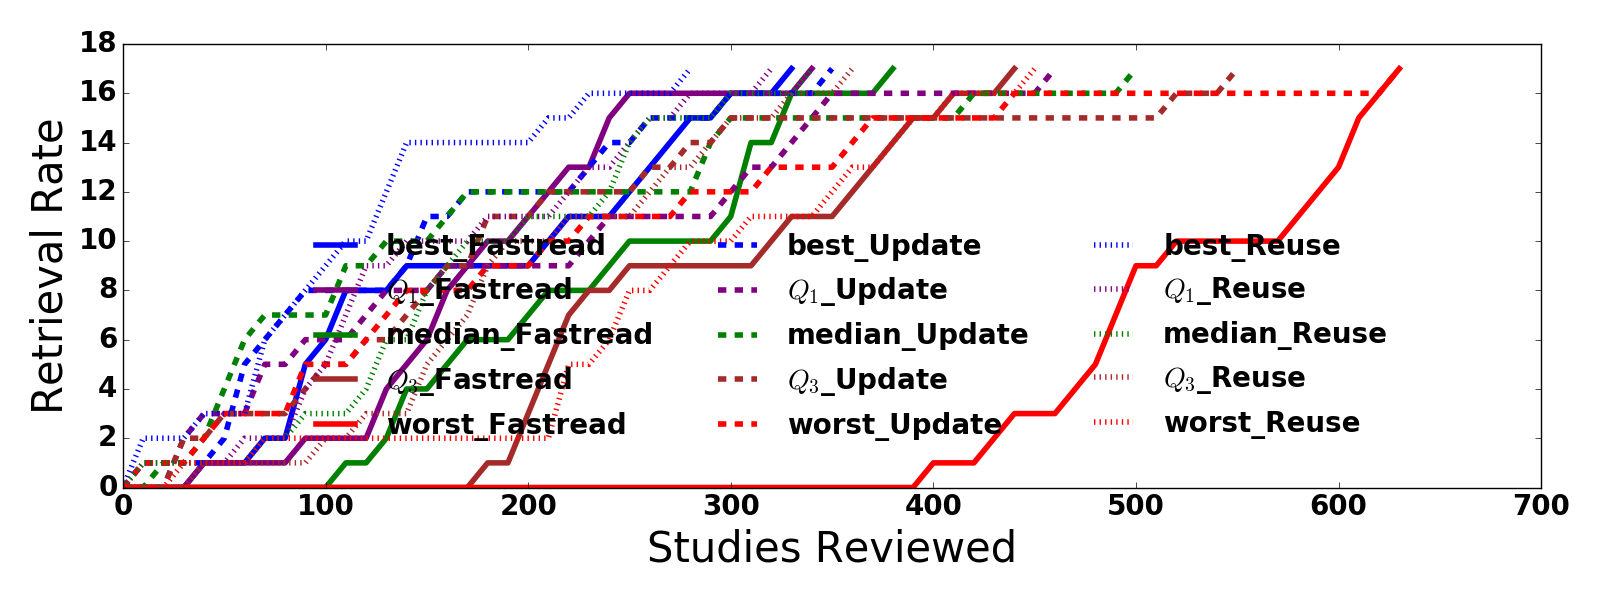 18
16
14
12
10
8
6
4
2
0
Retrieval Rate
best_Fastread best_Update best_Reuse
Q1_Fastread Q1_Update Q1_Reuse
median_Fastread median_Update median_Reuse
Q3_Fastread Q3_Update Q3_Reuse
worst_Fastread worst_Update worst_Reuse
0 100 200 300 400 500 600 700
Studies Reviewed